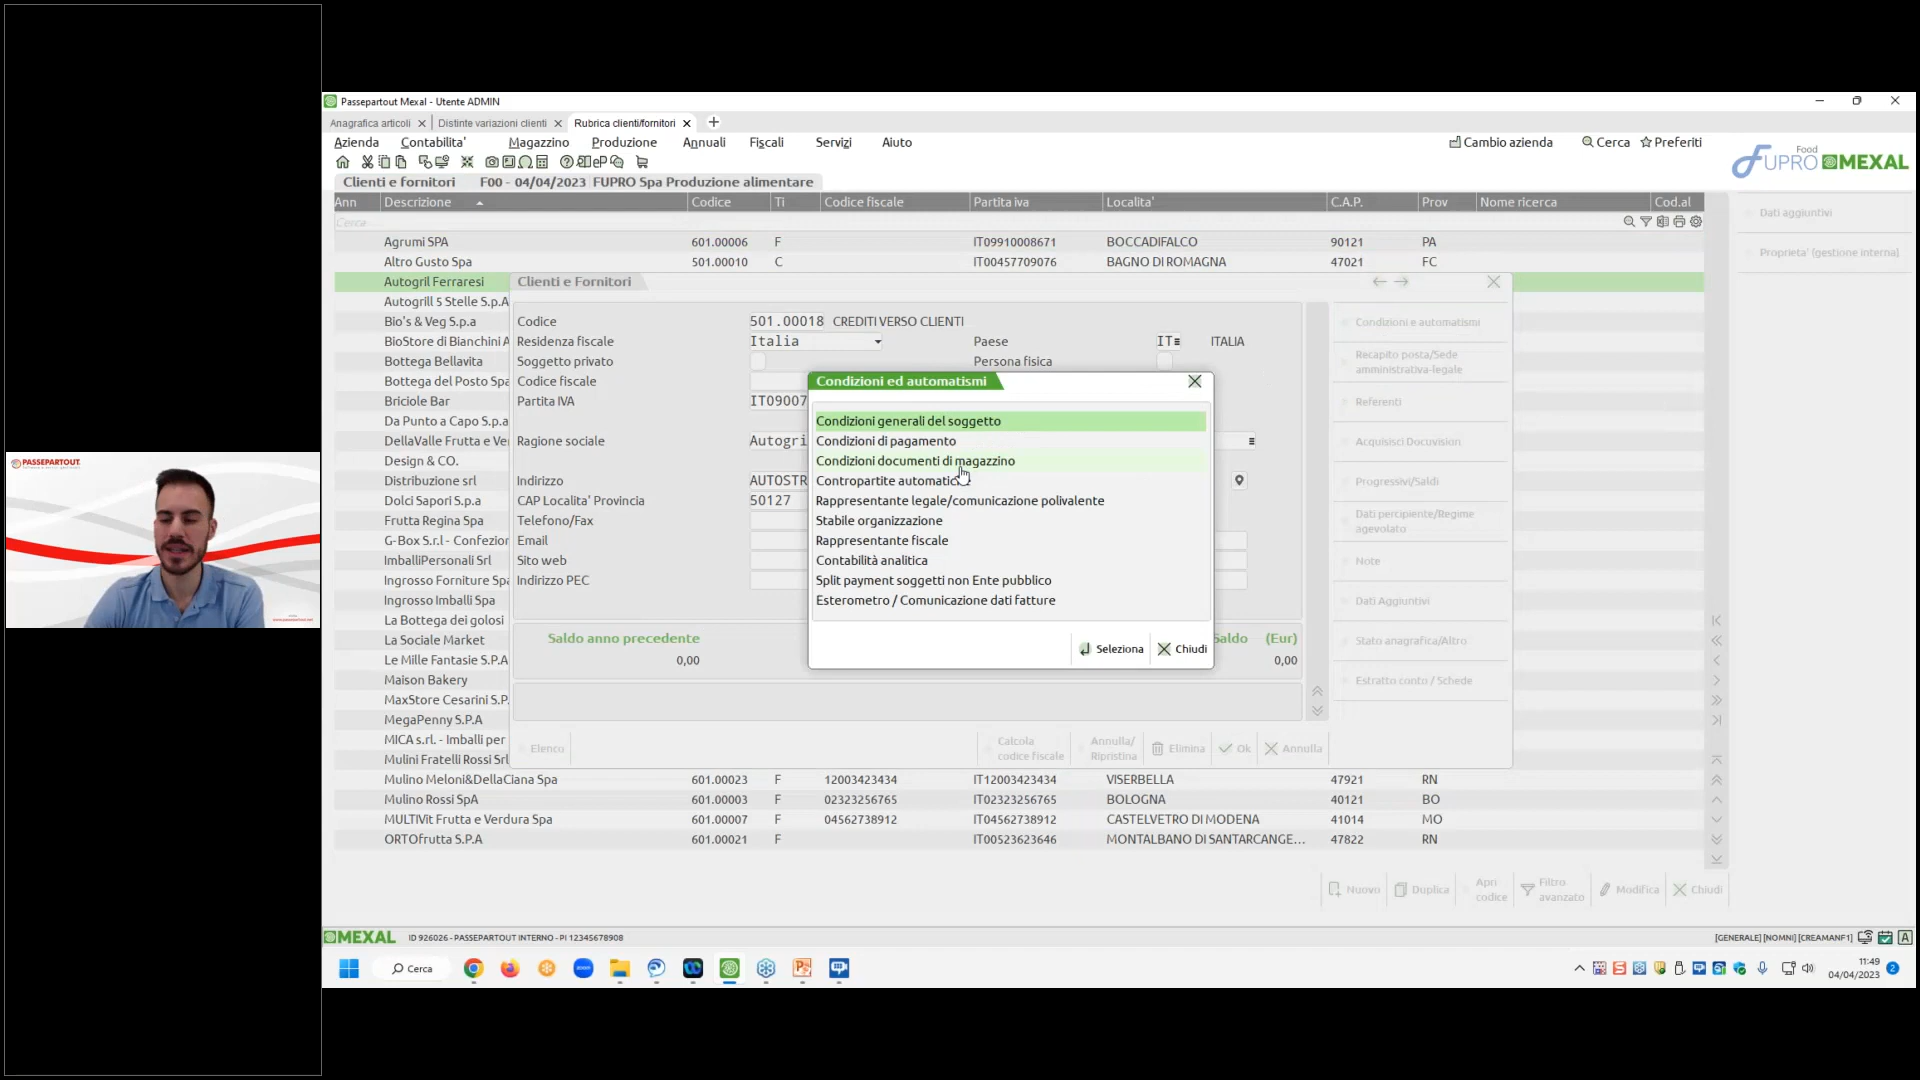 Passepartout Mexal - Utente ADMIN
Anagrafica articoli Distinte variazioni clienti Rubrica clienti/fornitori
Azienda Contabilita' Magazzino Produzione Annuali Fiscali Servizi Aiuto Cambio azienda Cerca Preferiti
Food
FUPRO MEXAL
Clienti e fornitori F00 - 04/04/2023 FUPRO Spa Produzione alimentare
Ann Descrizione Codice Ti Codice fiscale Partita iva Localita' C.A.P. Prov Nome ricerca Cod.al
Cerca
Dati aggiuntivi
Proprieta' (gestione interna)
Agrumi SPA 601.00006 F IT09910008671 BOCCADIFALCO 90121 PA
Altro Gusto Spa 501.00010 C IT00457709076 BAGNO DI ROMAGNA 47021 FC
Autogril Ferraresi
Autogrill 5 Stelle S.p.A
Bio's & Veg S.p.a
BioStore di Bianchini A
Bottega Bellavita
Bottega del Posto Spa
Briciole Bar
Da Punto a Capo S.p.a
DellaValle Frutta e Ver
Design & CO.
Distribuzione srl
Dolci Sapori S.p.a
Frutta Regina Spa
G-Box S.r.l - Confezior
ImballiPersonali Srl
Ingrosso Forniture Spa
Ingrosso Imballi Spa
La Bottega dei golosi
La Sociale Market
Le Mille Fantasie S.P.A
Maison Bakery
MaxStore Cesarini S.P.
MegaPenny S.P.A
MICA s.rl. - Imballi per
Mulini Fratelli Rossi Srl
Mulino Meloni&DellaCiana Spa 601.00023 F 12003423434 IT12003423434 VISERBELLA 47921 RN
Mulino Rossi SpA 601.00003 F 02323256765 IT02323256765 BOLOGNA 40121 BO
MULTIVit Frutta e Verdura Spa 601.00007 F 04562738912 IT04562738912 CASTELVETRO DI MODENA 41014 MO
ORTOfrutta S.P.A 601.00021 F IT00523623646 MONTALBANO DI SANTARCANGE... 47822 RN
Clienti e Fornitori
Codice 501.00018 CREDITI VERSO CLIENTI
Residenza fiscale Italia Paese IT ITALIA
Soggetto privato Persona fisica
Codice fiscale
Partita IVA IT09007
Ragione sociale Autogri
Indirizzo AUTOSTR
CAP Localita' Provincia 50127
Telefono/Fax
Email
Sito web
Indirizzo PEC
Saldo anno precedente Saldo (Eur)
0,00 0,00
Elenco Calcola codice fiscale Annulla/ Ripristina Elimina Ok Annulla
Condizioni e automatismi
Recapito posta/Sede
amministrativa-legale
Referenti
Acquisisci Docuvision
Progressivi/Saldi
Dati percipiente/Regime
agevolato
Note
Dati Aggiuntivi
Stato anagrafica/Altro
Estratto conto / Schede
Condizioni ed automatismi
Condizioni generali del soggetto
Condizioni di pagamento
Condizioni documenti di magazzino
Contropartite automatiche
Rappresentante legale/comunicazione polivalente
Stabile organizzazione
Rappresentante fiscale
Contabilità analitica
Split payment soggetti non Ente pubblico
Esterometro / Comunicazione dati fatture
Seleziona Chiudi
Nuovo Duplica Apri codice Filtro avanzato Modifica Chiudi
MEXAL ID 926026 - PASSEPARTOUT INTERNO - PI 12345678908 [GENERALE] [NOMNI] [CREAMANF1]
Cerca
11:49
04/04/2023
2
PASSEPARTOUT